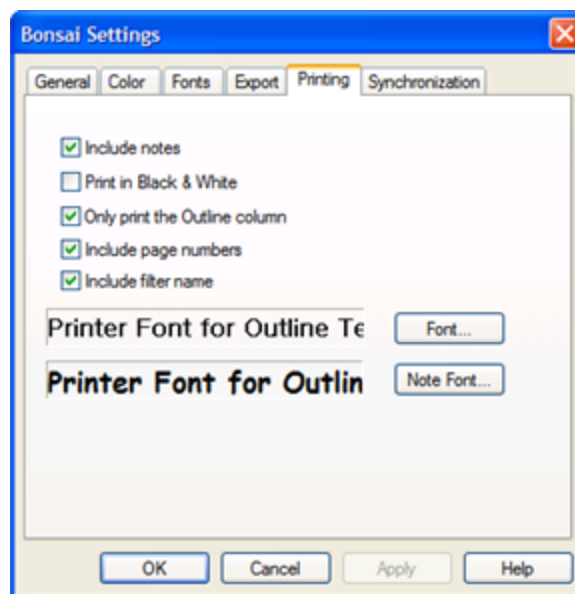 Bonsai Settings
General Color Fonts Export Printing Synchronization
Include notes
Print in Black & White
Only print the Outline column
Include page numbers
Include filter name
Printer Font for Outline Te Font...
Printer Font for Outlin Note Font...
OK Cancel Apply Help